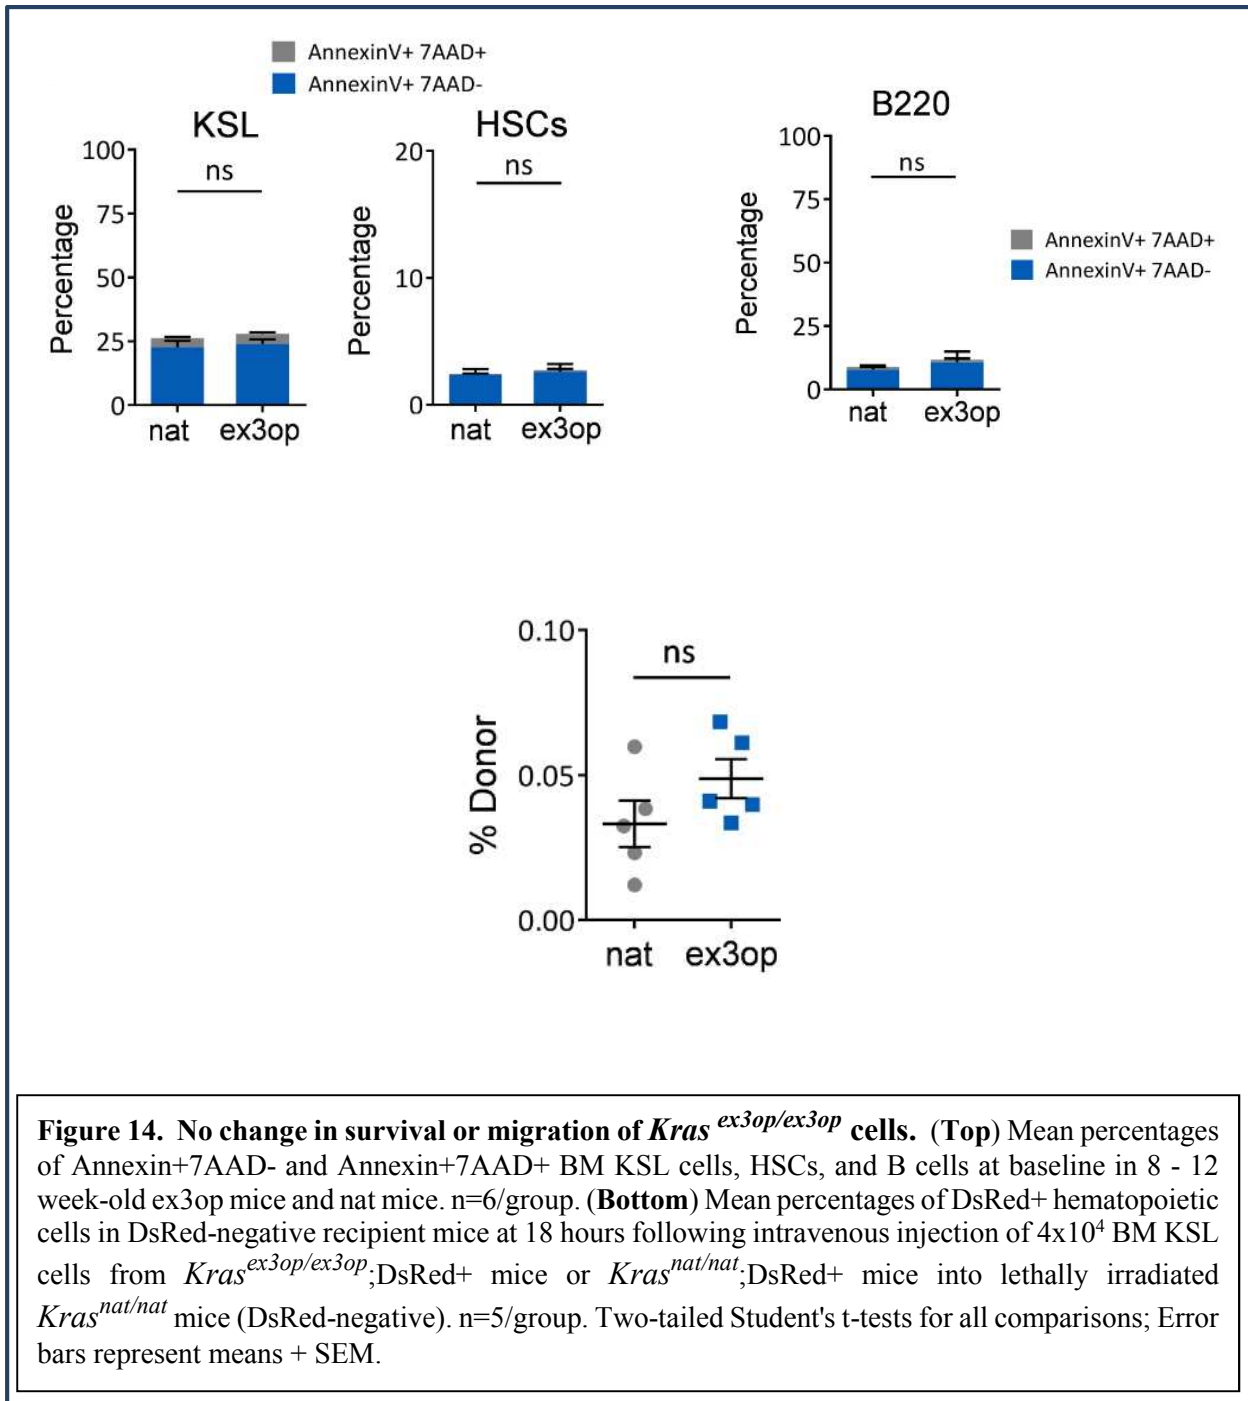 AnnexinV+ 7AAD+
AnnexinV+ 7AAD-
KSL
100
75
50
25
0
Percentage
ns
nat ex3op
HSCs
20
10
0
Percentage
ns
nat ex3op
B220
100
75
50
25
0
Percentage
ns
nat ex3op
AnnexinV+ 7AAD+
AnnexinV+ 7AAD-
0.10
0.05
0.00
% Donor
ns
nat ex3op
Figure 14. No change in survival or migration of Kras ex3op/ex3op cells. (Top) Mean percentages
of Annexin+7AAD- and Annexin+7AAD+ BM KSL cells, HSCs, and B cells at baseline in 8 - 12
week-old ex3op mice and nat mice. n=6/group. (Bottom) Mean percentages of DsRed+ hematopoietic
cells in DsRed-negative recipient mice at 18 hours following intravenous injection of 4x10⁴ BM KSL
cells from Kras^ex3op/ex3op;DsRed+ mice or Kras^nat/nat;DsRed+ mice into lethally irradiated
Kras^nat/nat mice (DsRed-negative). n=5/group. Two-tailed Student's t-tests for all comparisons; Error
bars represent means + SEM.